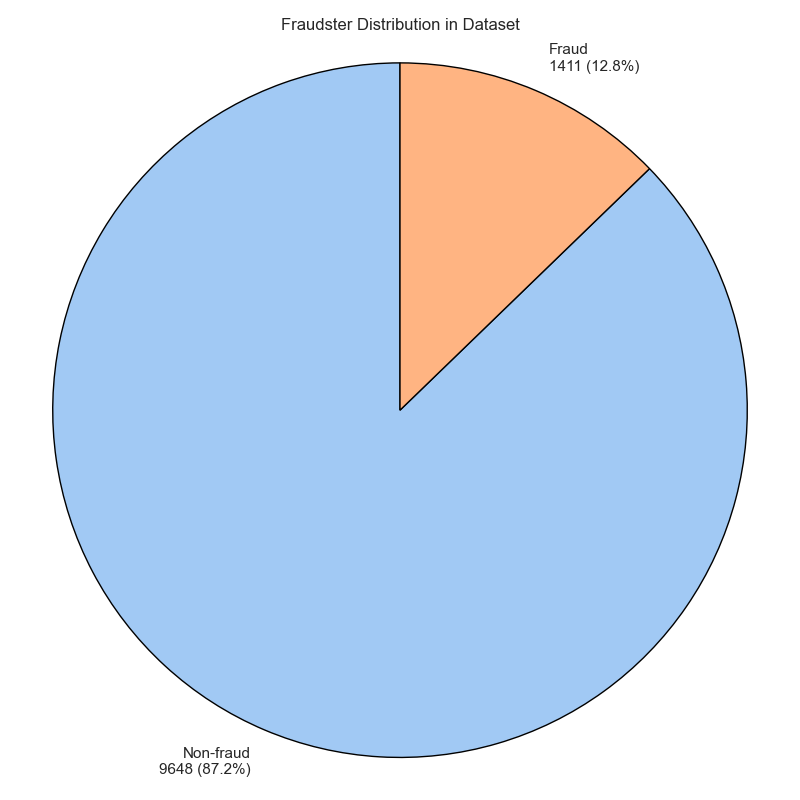 Fraudster Distribution in Dataset
Fraud
1411 (12.8%)
Non-fraud
9648 (87.2%)